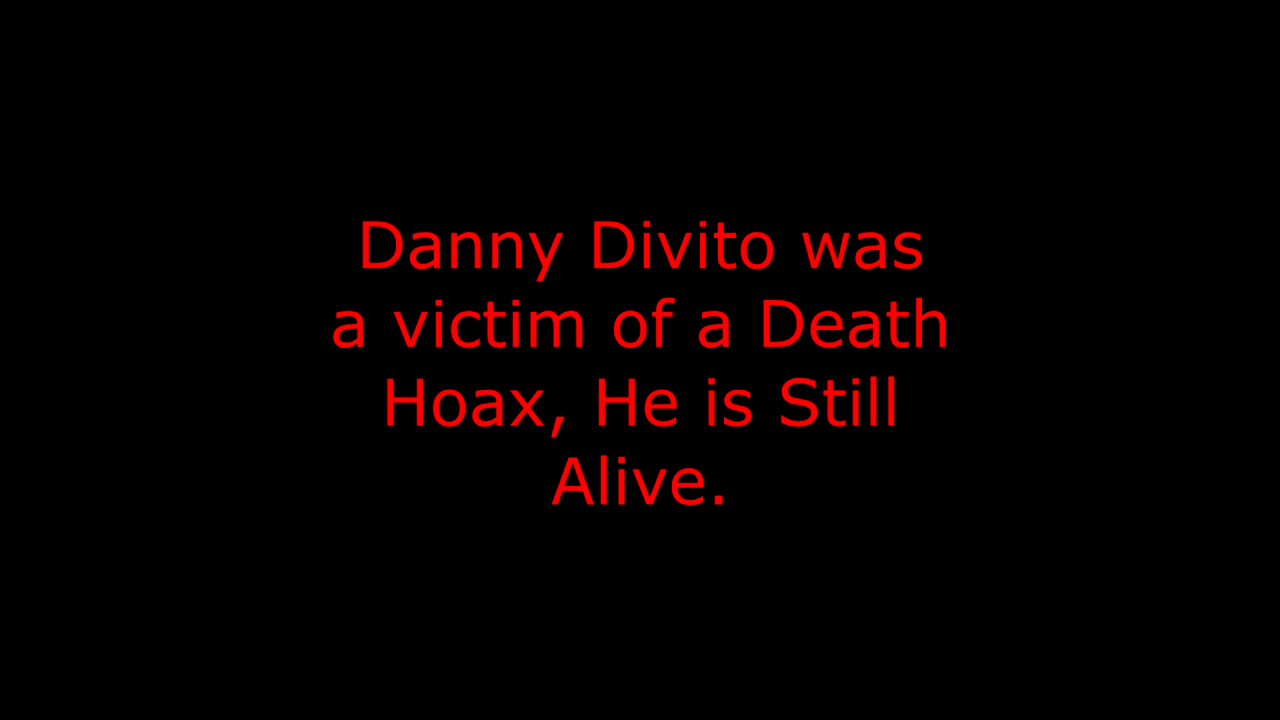 Danny Divito was
a victim of a Death
Hoax, He is Still
Alive.